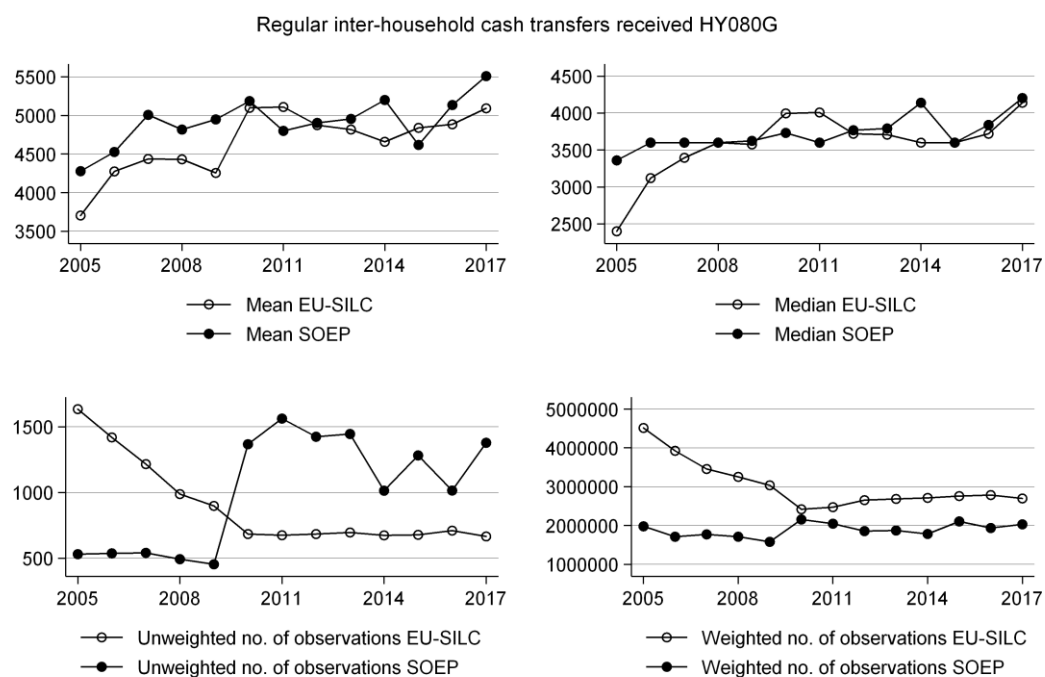 Regular inter-household cash transfers received HY080G
5500
5000
4500
4000
3500
2005 2008 2011 2014 2017
Mean EU-SILC
Mean SOEP
4500
4000
3500
3000
2500
2005 2008 2011 2014 2017
Median EU-SILC
Median SOEP
1500
1000
500
2005 2008 2011 2014 2017
Unweighted no. of observations EU-SILC
Unweighted no. of observations SOEP
5000000
4000000
3000000
2000000
1000000
2005 2008 2011 2014 2017
Weighted no. of observations EU-SILC
Weighted no. of observations SOEP